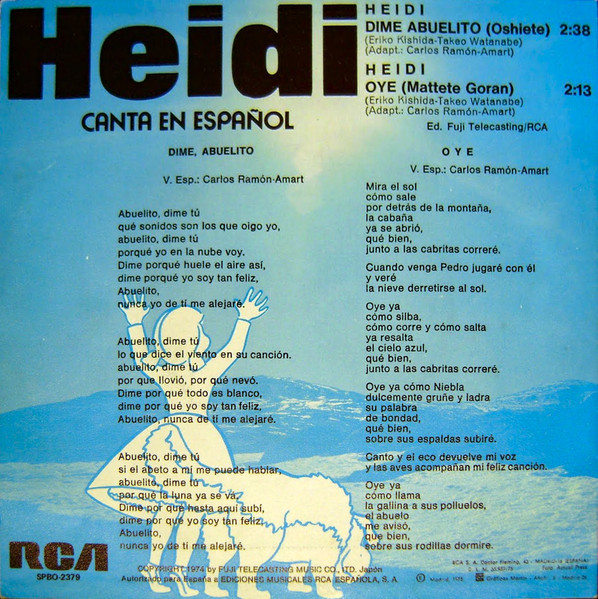 Heidi
CANTA EN ESPAÑOL
HEIDI
DIME ABUELITO (Oshiete) 2:38
(Eriko Kishida-Takeo Watanabe)
(Adapt.: Carlos Ramón-Amart)
HEIDI
OYE (Mattete Goran) 2:13
(Eriko Kishida-Takeo Watanabe)
(Adapt.: Carlos Ramón-Amart)
Ed. Fuji Telecasting/RCA
DIME, ABUELITO
V. Esp.: Carlos Ramón-Amart
Abuelito, dime tú
qué sonidos son los que oigo yo,
abuelito, dime tú
porqué yo en la nube voy.
Dime porqué huele el aire así,
dime porqué yo soy tan feliz,
Abuelito,
nunca yo de ti me alejaré.
Abuelito, dime tú
lo que dice el viento en su canción.
abuelito, dime tú
por que llovió, por qué nevó.
Dime por qué todo es blanco,
dime por qué yo soy tan feliz,
Abuelito, nunca de ti me alejaré.
Abuelito, dime tú
si el abeto a mi me puede hablar,
abuelito, dime tú
por qué la luna ya se va.
Dime por qué hasta aquí subí,
dime por qué yo soy tan feliz,
Abuelito,
nunca yo de ti me alejaré.
OYE
V. Esp.: Carlos Ramón-Amart
Mira el sol
cómo sale
por detrás de la montaña,
la cabaña
ya se abrió,
qué bien,
junto a las cabritas correré.
Cuando venga Pedro jugaré con él
y veré
la nieve derretirse al sol.
Oye ya
cómo silba,
cómo corre y cómo salta
ya resalta
el cielo azul,
qué bien,
junto a las cabritas correré.
Oye ya cómo Niebla
dulcemente gruñe y ladra
su palabra
de bondad,
qué bien,
sobre sus espaldas subiré.
Canto y el eco devuelve mi voz
y las aves acompañan mi feliz canción.
Oye ya
cómo llama
la gallina a sus polluelos,
el abuelo
me avisó,
que bien,
sobre sus rodillas dormiré.
RCA
SPBO-2379
COPYRIGHT 1974 by FUJI TELECASTING MUSIC CO., LTD. Japón
Autorizado para España a EDICIONES MUSICALES RCA ESPAÑOLA, S. A.
RCA S. A. Doctor Fleming, 43 - MADRID-16 (ESPAÑA)
Madrid, 1975